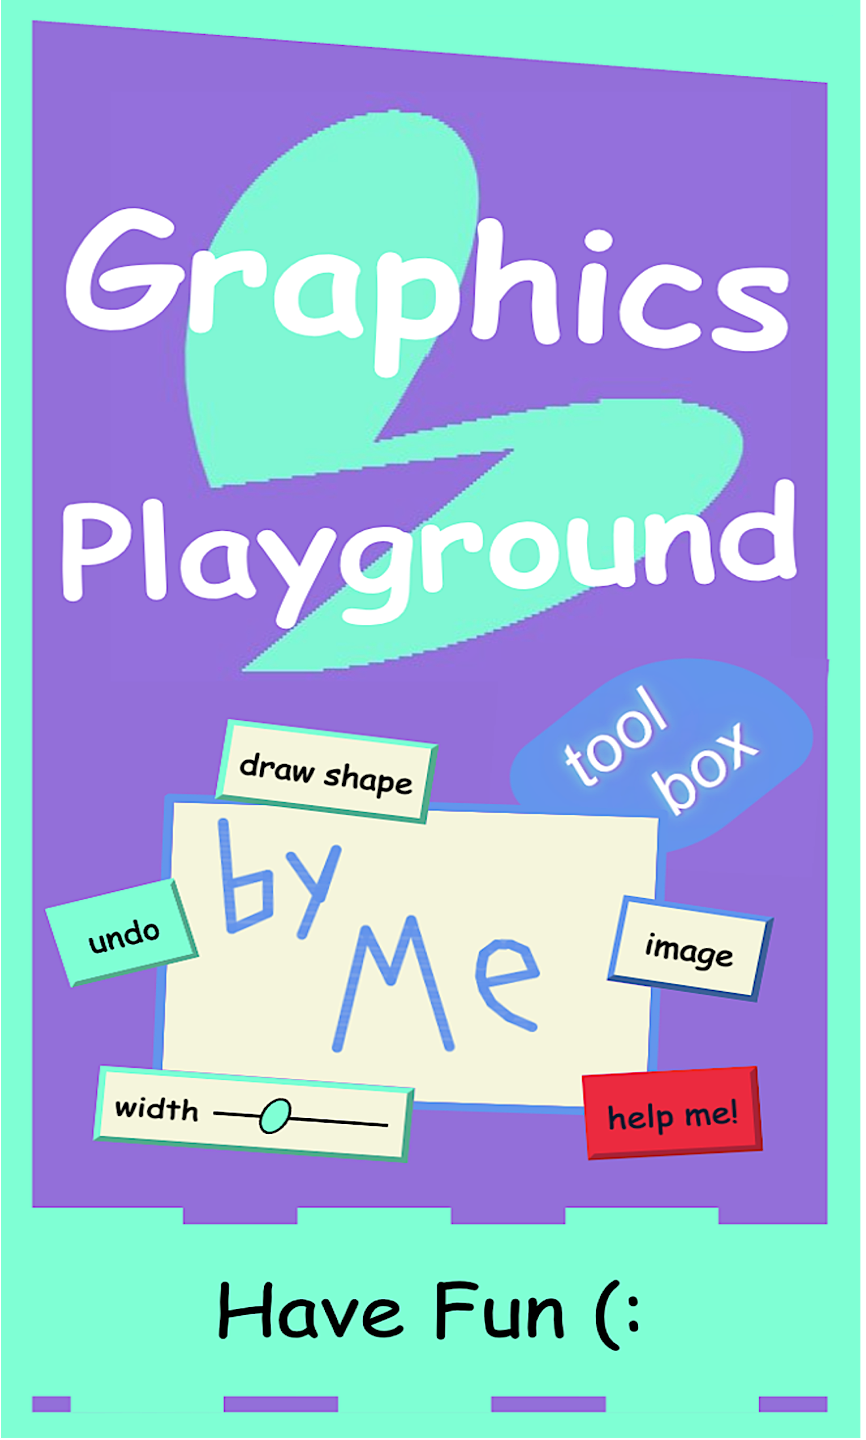 Graphics
Playground
tool
box
draw shape
by
Me
undo
image
width
help me!
Have Fun (: